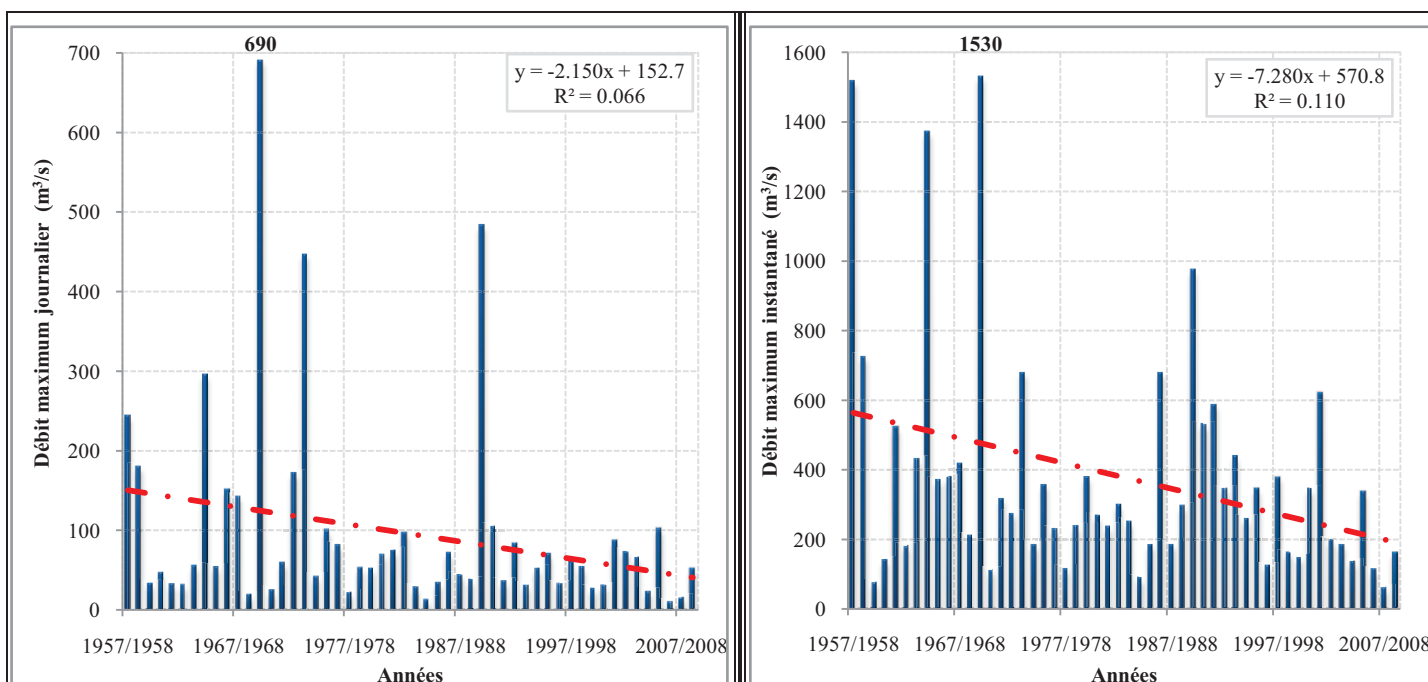 690
y = -2.150x + 152.7
R² = 0.066
700
600
500
400
300
200
100
0
Débit maximum journalier (m³/s)
1957/1958 1967/1968 1977/1978 1987/1988 1997/1998 2007/2008
Années
1530
y = -7.280x + 570.8
R² = 0.110
1600
1400
1200
1000
800
600
400
200
0
Débit maximum instantané (m³/s)
1957/1958 1967/1968 1977/1978 1987/1988 1997/1998 2007/2008
Années